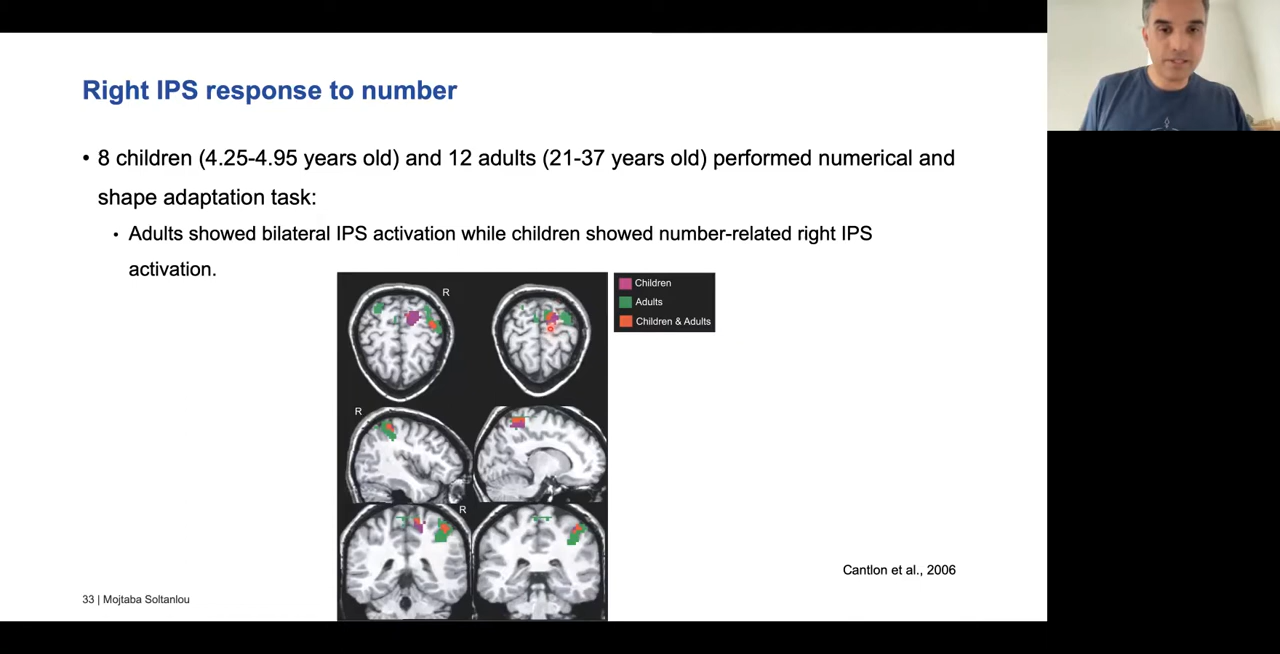 Right IPS response to number
• 8 children (4.25-4.95 years old) and 12 adults (21-37 years old) performed numerical and
shape adaptation task:
• Adults showed bilateral IPS activation while children showed number-related right IPS
activation.
R
Children
Adults
Children & Adults
R
R
Cantlon et al., 2006
33 | Mojtaba Soltanlou